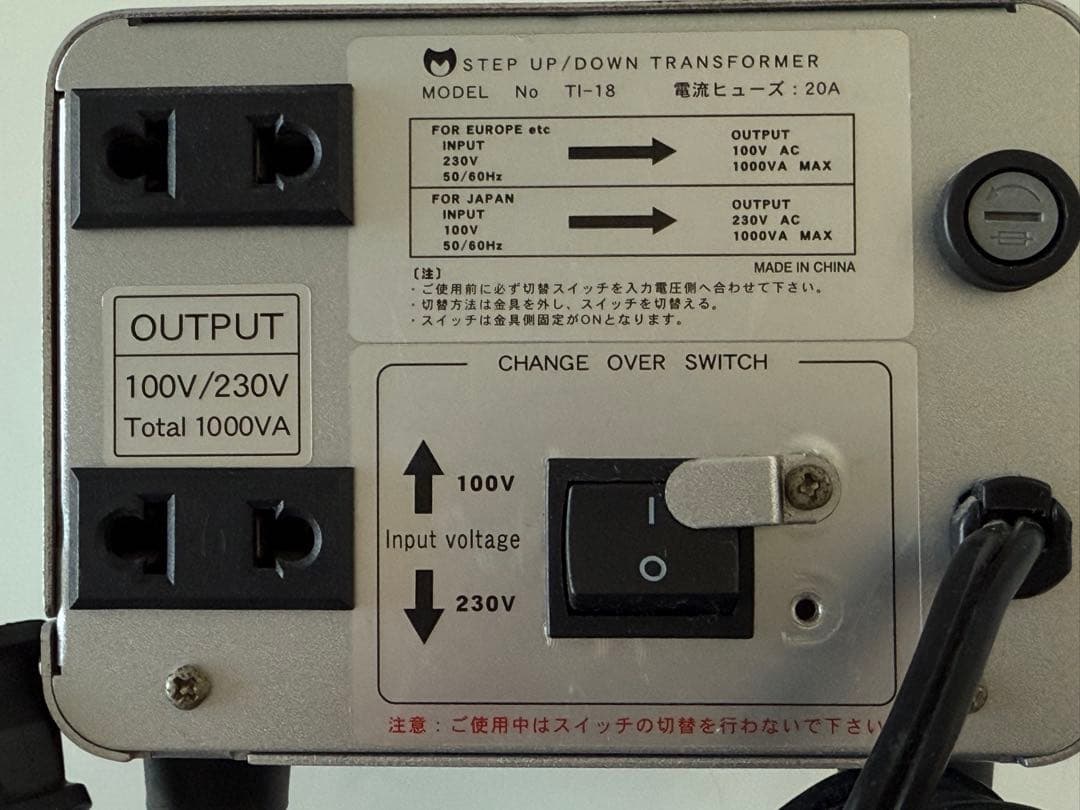 STEP UP/DOWN TRANSFORMER
MODEL No TI-18 電流ヒューズ：20A
FOR EUROPE etc
INPUT
230V
50/60Hz
OUTPUT
100V AC
1000VA MAX
FOR JAPAN
INPUT
100V
50/60Hz
OUTPUT
230V AC
1000VA MAX
MADE IN CHINA
〔注〕
・ご使用前に必ず切替スイッチを入力電圧側へ合わせて下さい。
・切替方法は金具を外し、スイッチを切替える。
・スイッチは金具側固定がONとなります。
OUTPUT
100V/230V
Total 1000VA
CHANGE OVER SWITCH
100V
Input voltage
230V
I
O
注意：ご使用中はスイッチの切替を行わないで下さい